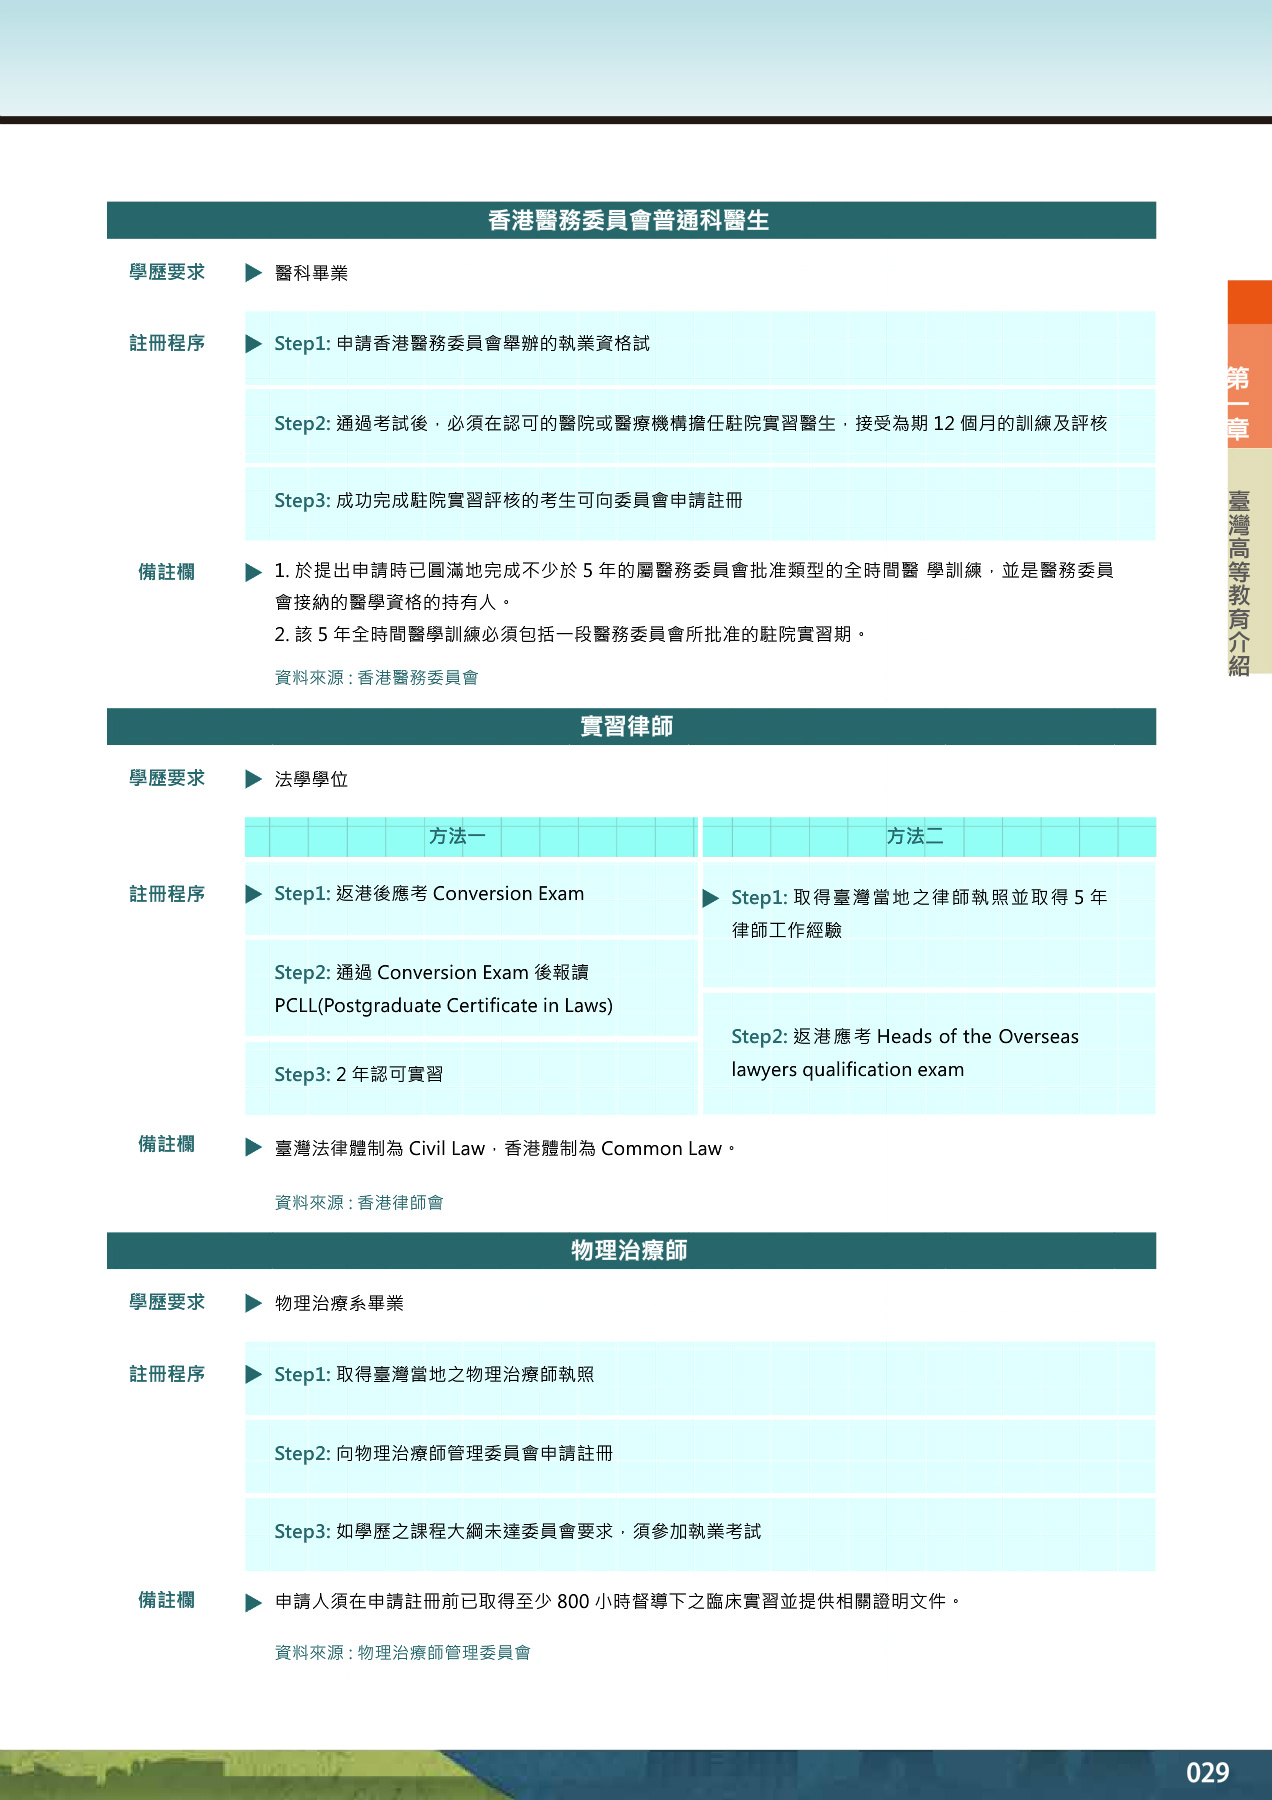 香港醫務委員會普通科醫生
學歷要求 ▶ 醫科畢業
註冊程序 ▶ Step1: 申請香港醫務委員會舉辦的執業資格試
Step2: 通過考試後，必須在認可的醫院或醫療機構擔任駐院實習醫生，接受為期 12 個月的訓練及評核
Step3: 成功完成駐院實習評核的考生可向委員會申請註冊
備註欄 ▶ 1. 於提出申請時已圓滿地完成不少於 5 年的屬醫務委員會批准類型的全時間醫 學訓練，並是醫務委員
會接納的醫學資格的持有人。
2. 該 5 年全時間醫學訓練必須包括一段醫務委員會所批准的駐院實習期。
資料來源 : 香港醫務委員會
實習律師
學歷要求 ▶ 法學學位
方法一
註冊程序 ▶ Step1: 返港後應考 Conversion Exam
Step2: 通過 Conversion Exam 後報讀
PCLL(Postgraduate Certificate in Laws)
Step3: 2 年認可實習
方法二
▶ Step1: 取得臺灣當地之律師執照並取得 5 年
律師工作經驗
Step2: 返港應考 Heads of the Overseas
lawyers qualification exam
備註欄 ▶ 臺灣法律體制為 Civil Law，香港體制為 Common Law。
資料來源 : 香港律師會
物理治療師
學歷要求 ▶ 物理治療系畢業
註冊程序 ▶ Step1: 取得臺灣當地之物理治療師執照
Step2: 向物理治療師管理委員會申請註冊
Step3: 如學歷之課程大綱未達委員會要求，須參加執業考試
備註欄 ▶ 申請人須在申請註冊前已取得至少 800 小時督導下之臨床實習並提供相關證明文件。
資料來源 : 物理治療師管理委員會
第一章
臺灣高等教育介紹
029